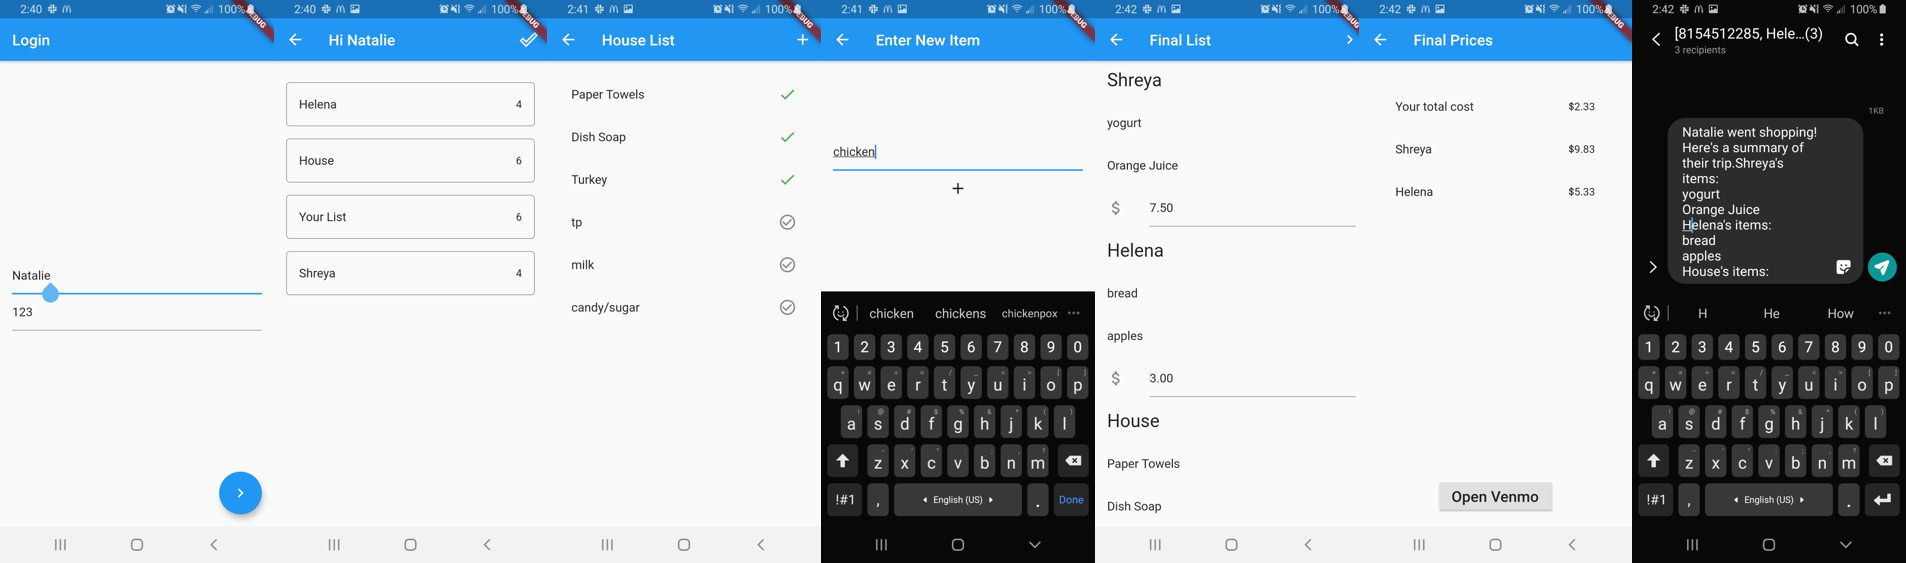 2:40 100%
DEBUG
Login
Natalie
123
2:40 100%
DEBUG
Hi Natalie
Helena 4
House 6
Your List 6
Shreya 4
2:41 100%
DEBUG
House List +
Paper Towels
Dish Soap
Turkey
tp
milk
candy/sugar
2:41 100%
DEBUG
Enter New Item
chicken
+
chicken chickens chickenpox ...
1 2 3 4 5 6 7 8 9 0
q w e r t y u i o p
a s d f g h j k l
z x c v b n m
!#1 , English (US) . Done
2:42 100%
DEBUG
Final List
Shreya
yogurt
Orange Juice
$ 7.50
Helena
bread
apples
$ 3.00
House
Paper Towels
Dish Soap
2:42 100%
DEBUG
Final Prices
Your total cost $2.33
Shreya $9.83
Helena $5.33
Open Venmo
2:42 100%
[8154512285, Hele...(3)
3 recipients
1KB
Natalie went shopping!
Here's a summary of
their trip.Shreya's
items:
yogurt
Orange Juice
Helena's items:
bread
apples
House's items:
H He How ...
1 2 3 4 5 6 7 8 9 0
q w e r t y u i o p
a s d f g h j k l
z x c v b n m
!#1 , English (US) .